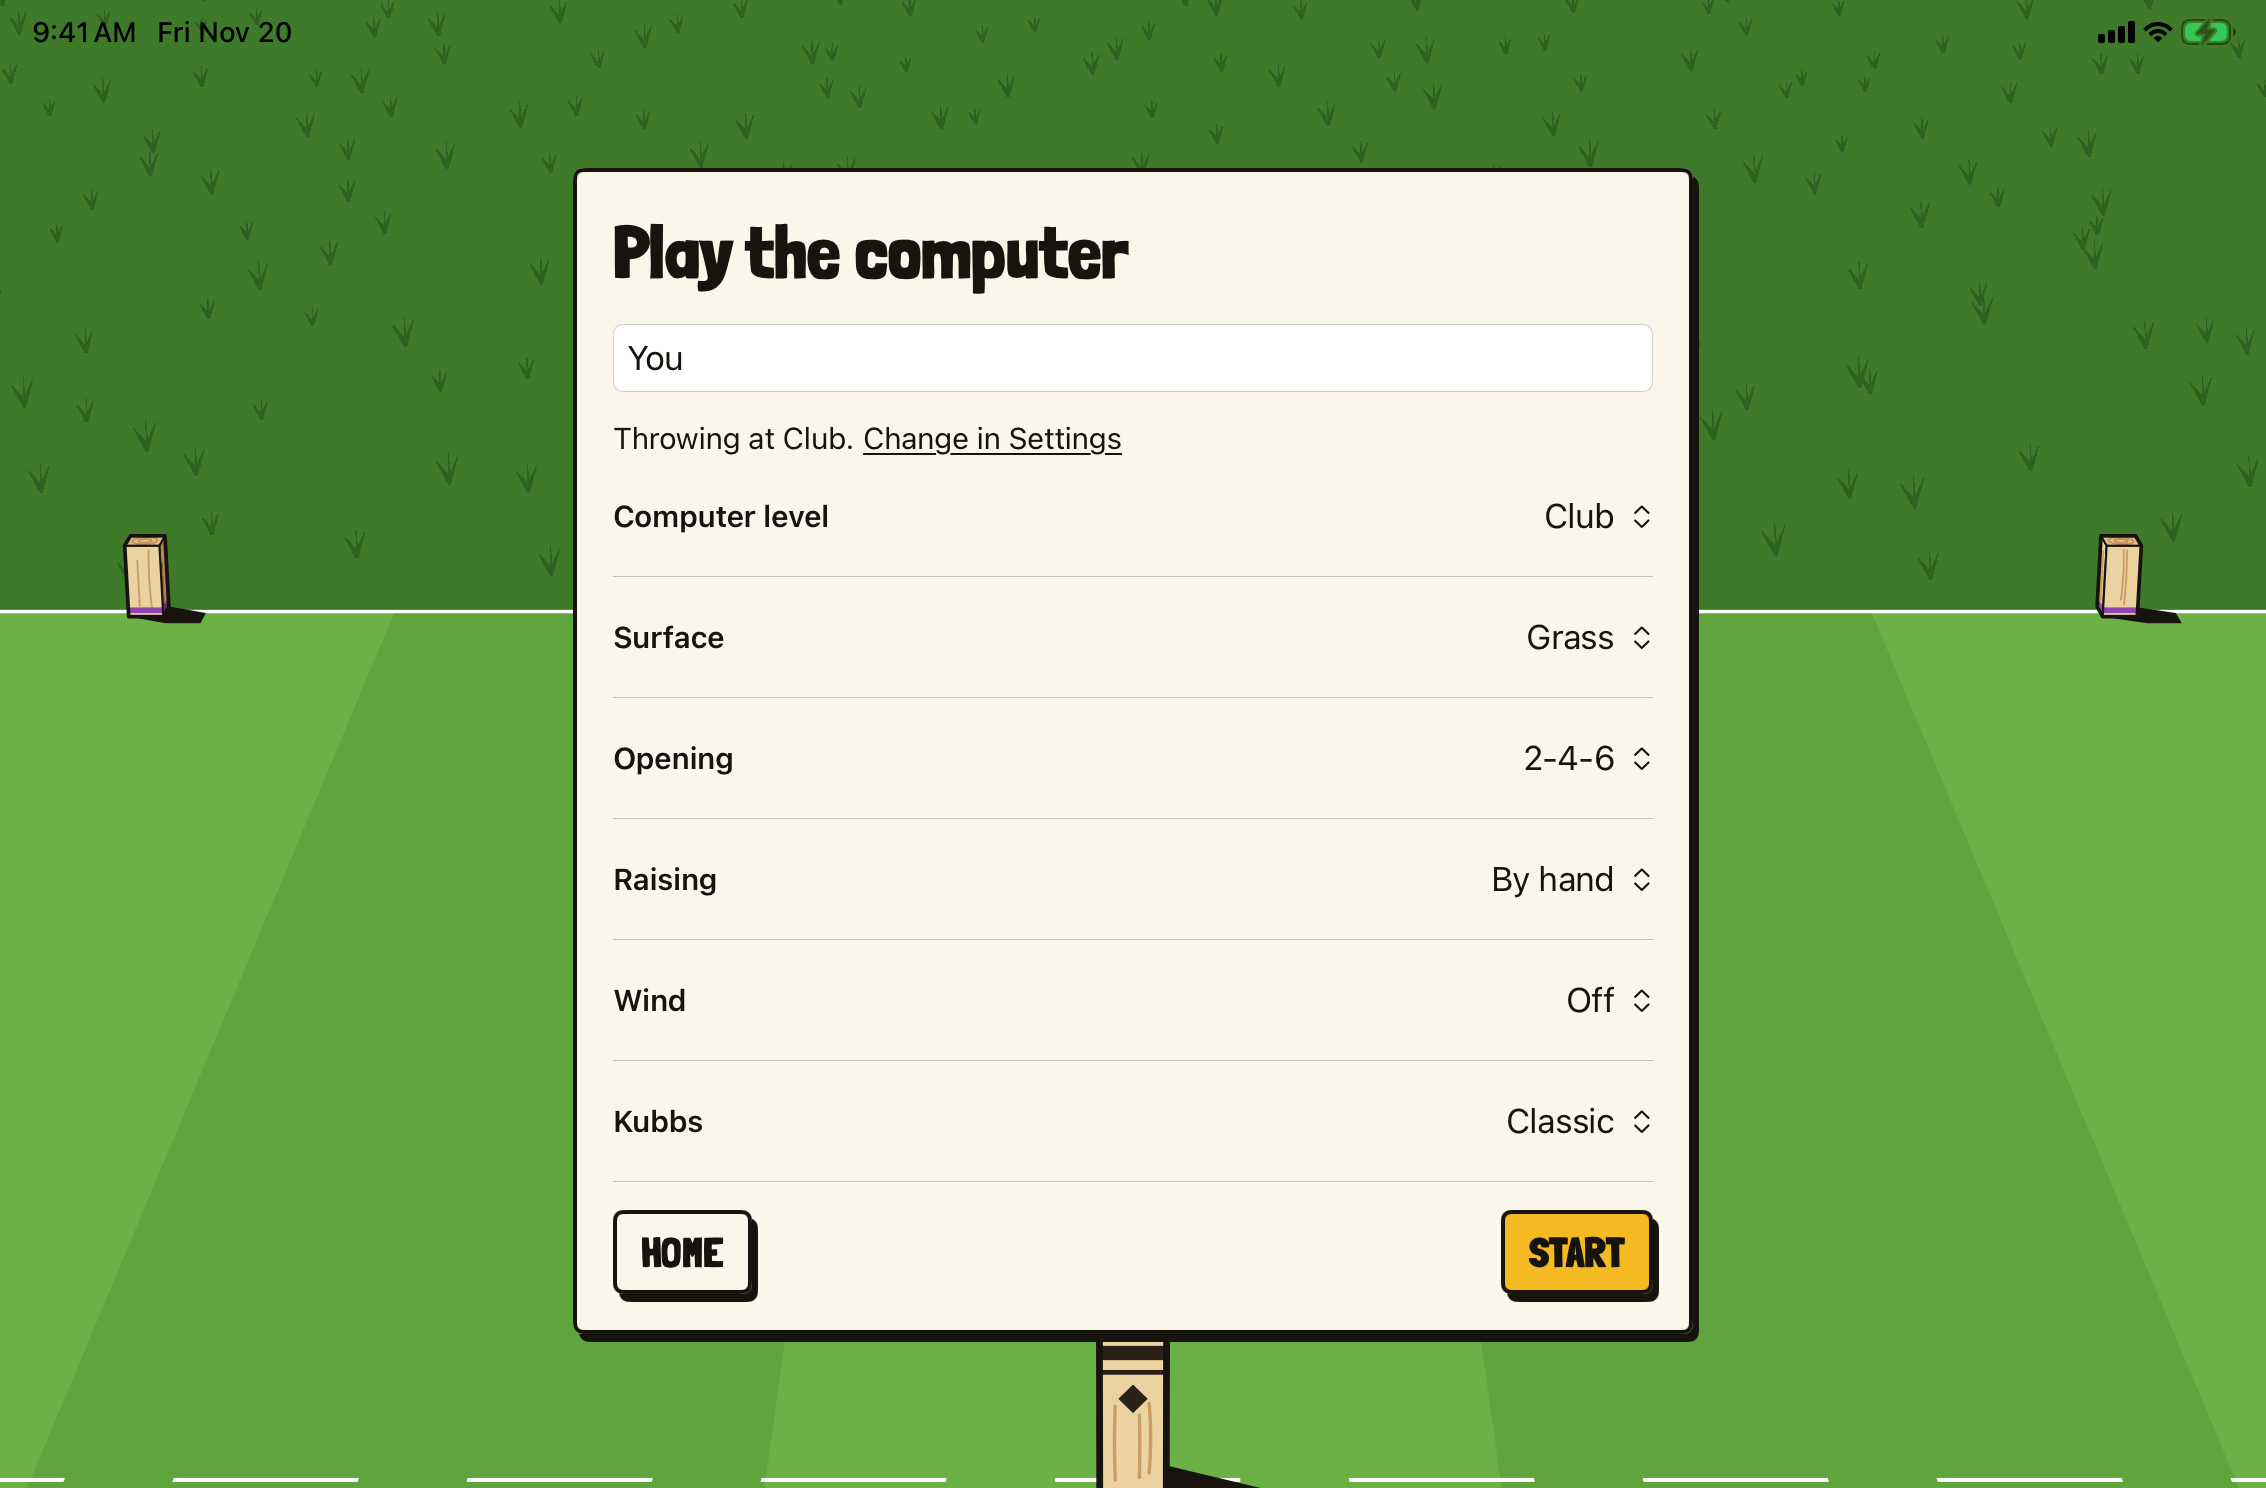 9:41 AM Fri Nov 20
Play the computer
You
Throwing at Club. Change in Settings
Computer level Club
Surface Grass
Opening 2-4-6
Raising By hand
Wind Off
Kubbs Classic
HOME START